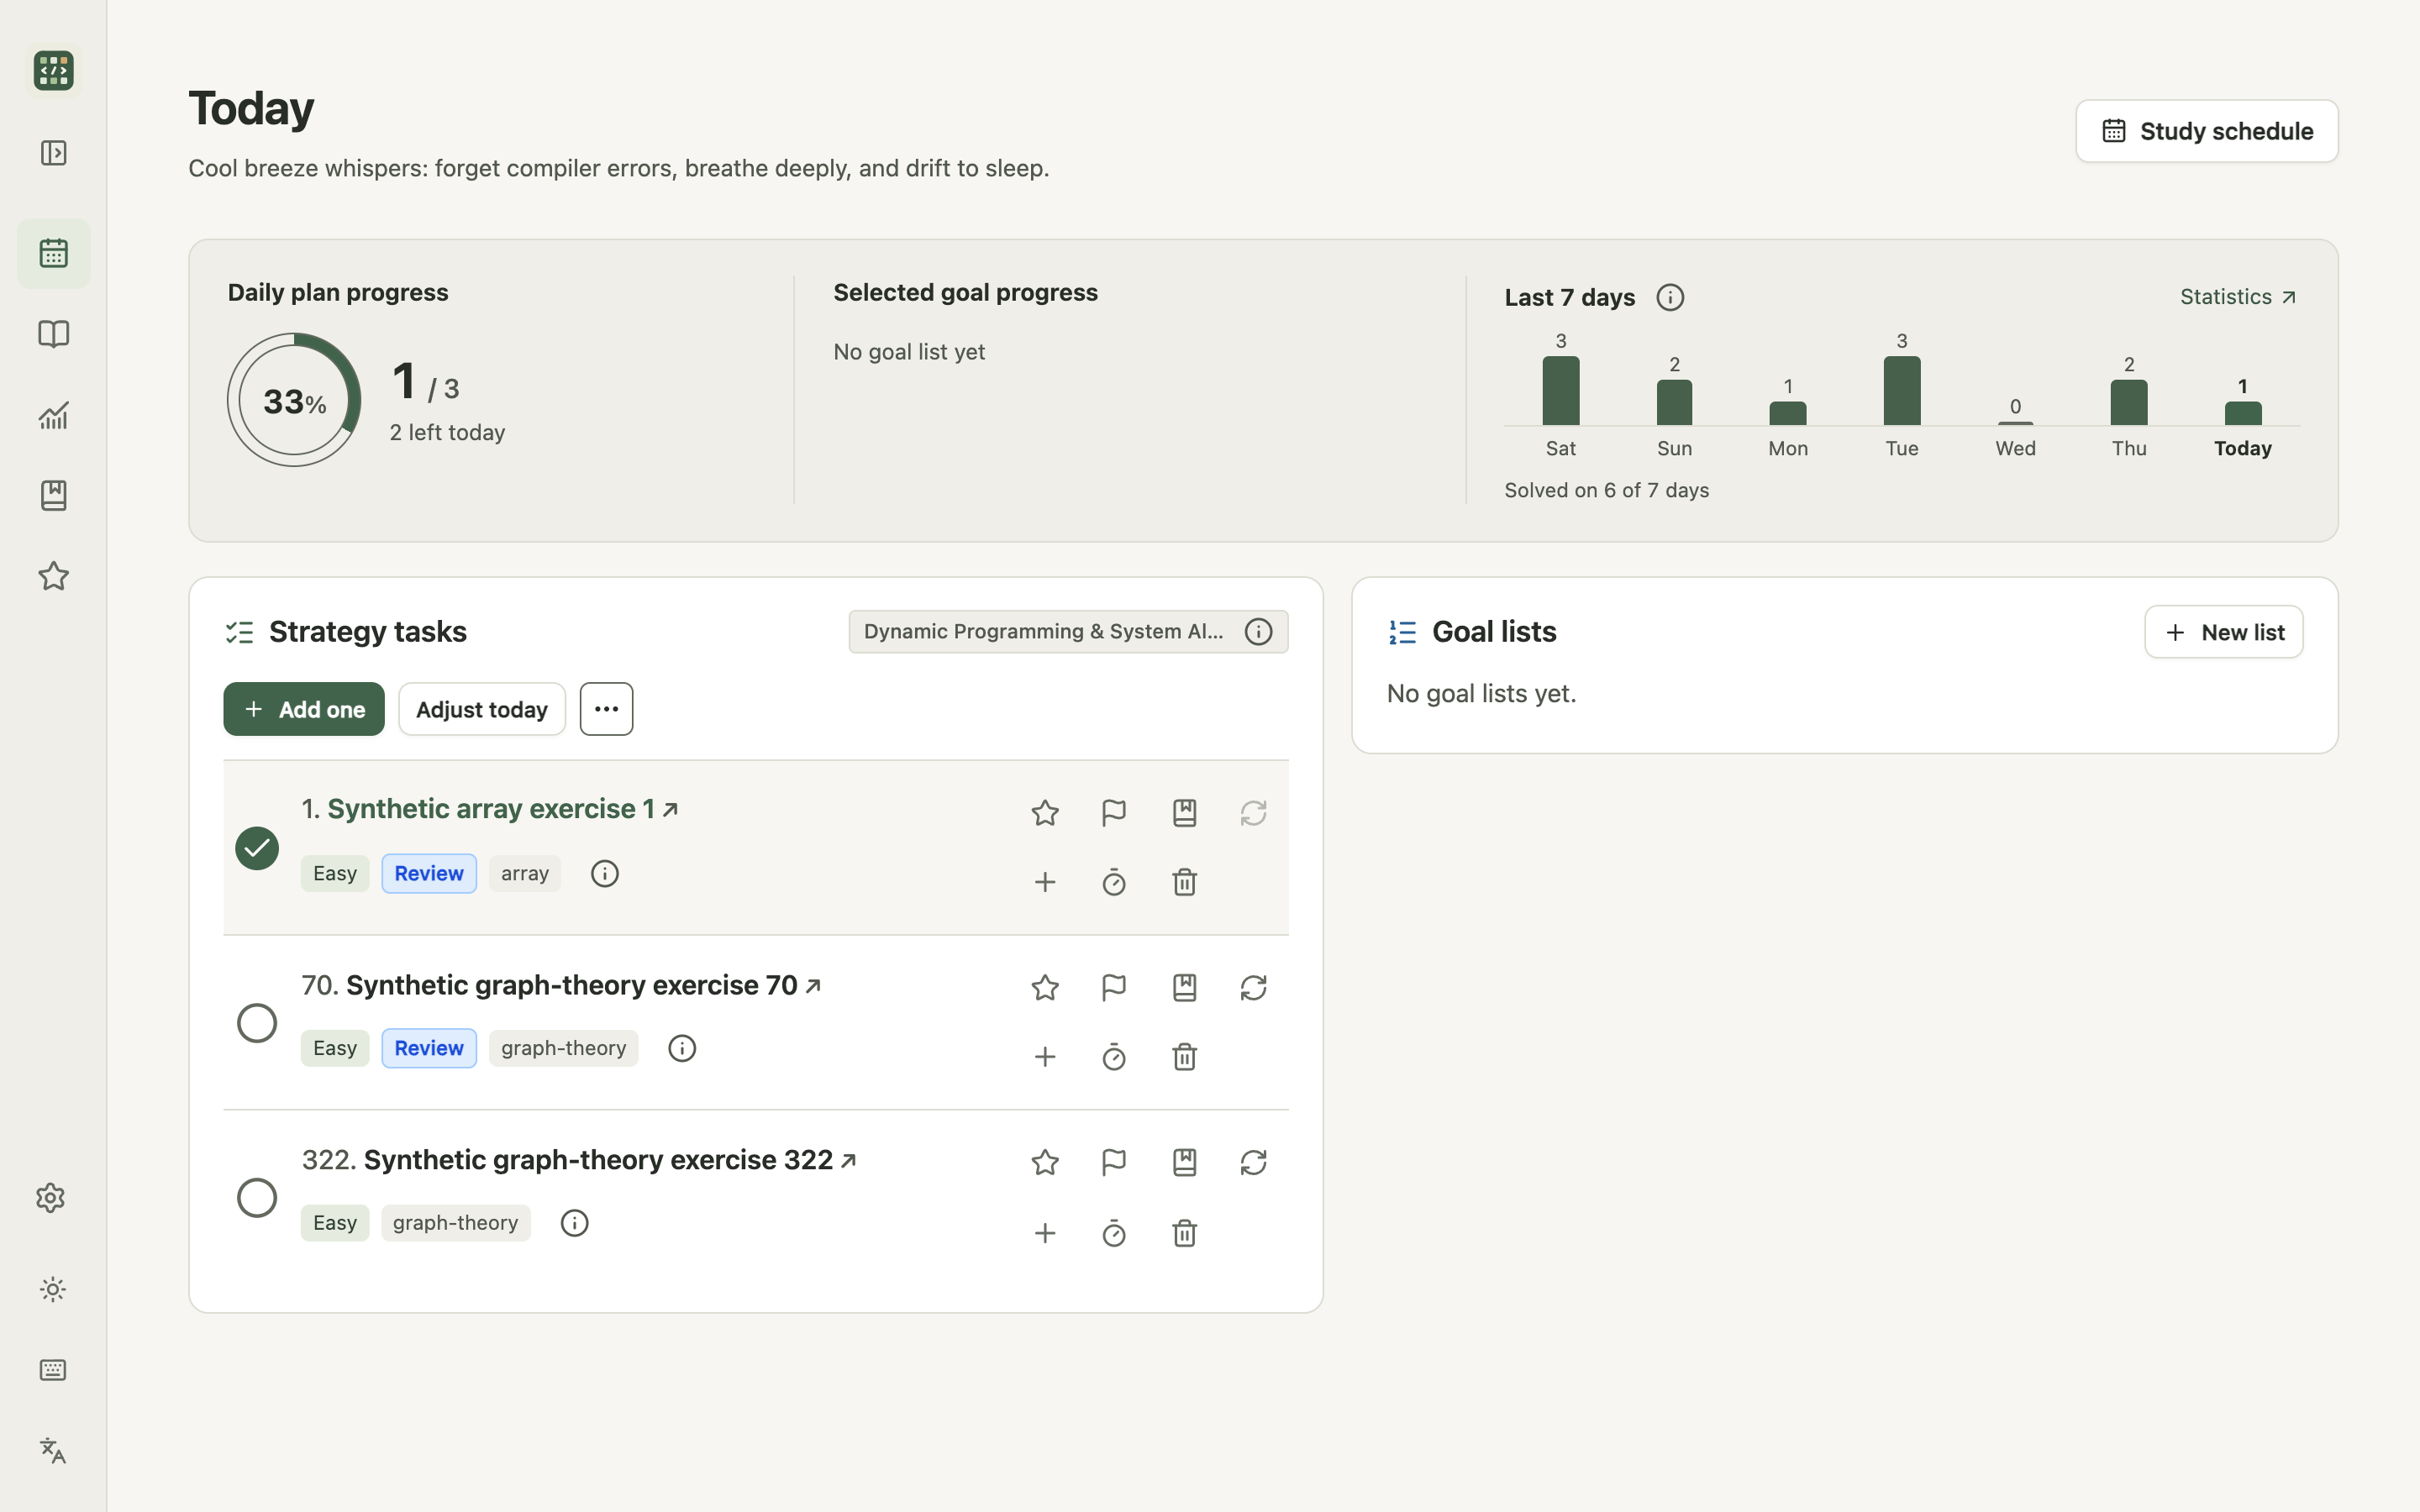 Today
Cool breeze whispers: forget compiler errors, breathe deeply, and drift to sleep.
Study schedule
Daily plan progress
33%
1 / 3
2 left today
Selected goal progress
No goal list yet
Last 7 days
Statistics
3 2 1 3 0 2 1
Sat Sun Mon Tue Wed Thu Today
Solved on 6 of 7 days
Strategy tasks
Dynamic Programming & System Al...
Add one
Adjust today
1. Synthetic array exercise 1
Easy Review array
70. Synthetic graph-theory exercise 70
Easy Review graph-theory
322. Synthetic graph-theory exercise 322
Easy graph-theory
Goal lists
New list
No goal lists yet.